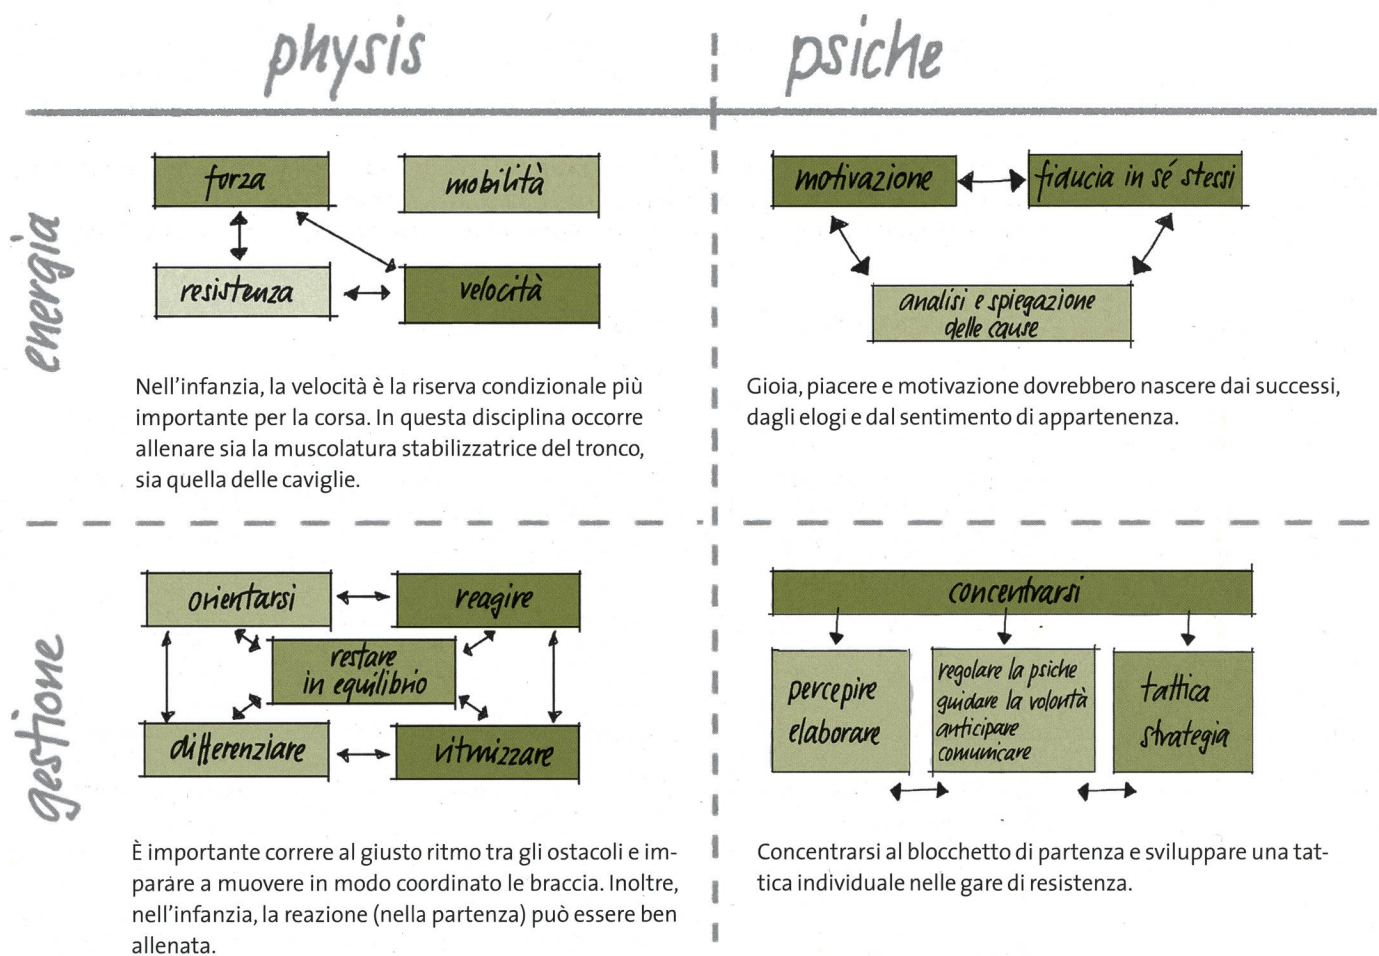 physis
psiche
energia
forza
mobilità
resistenza
velocità
Nell'infanzia, la velocità è la riserva condizionale più
importante per la corsa. In questa disciplina occorre
allenare sia la muscolatura stabilizzatrice del tronco,
sia quella delle caviglie.
motivazione
fiducia in sé stessi
analisi e spiegazione
delle cause
Gioia, piacere e motivazione dovrebbero nascere dai successi,
dagli elogi e dal sentimento di appartenenza.
gestione
orientarsi
reagire
restare
in equilibrio
differenziare
ritmizzare
È importante correre al giusto ritmo tra gli ostacoli e im-
parare a muovere in modo coordinato le braccia. Inoltre,
nell'infanzia, la reazione (nella partenza) può essere ben
allenata.
concentrarsi
percepire
elaborare
regolare la psiche
guidare la volontà
anticipare
comunicare
tattica
strategia
Concentrarsi al blocchetto di partenza e sviluppare una tat-
tica individuale nelle gare di resistenza.